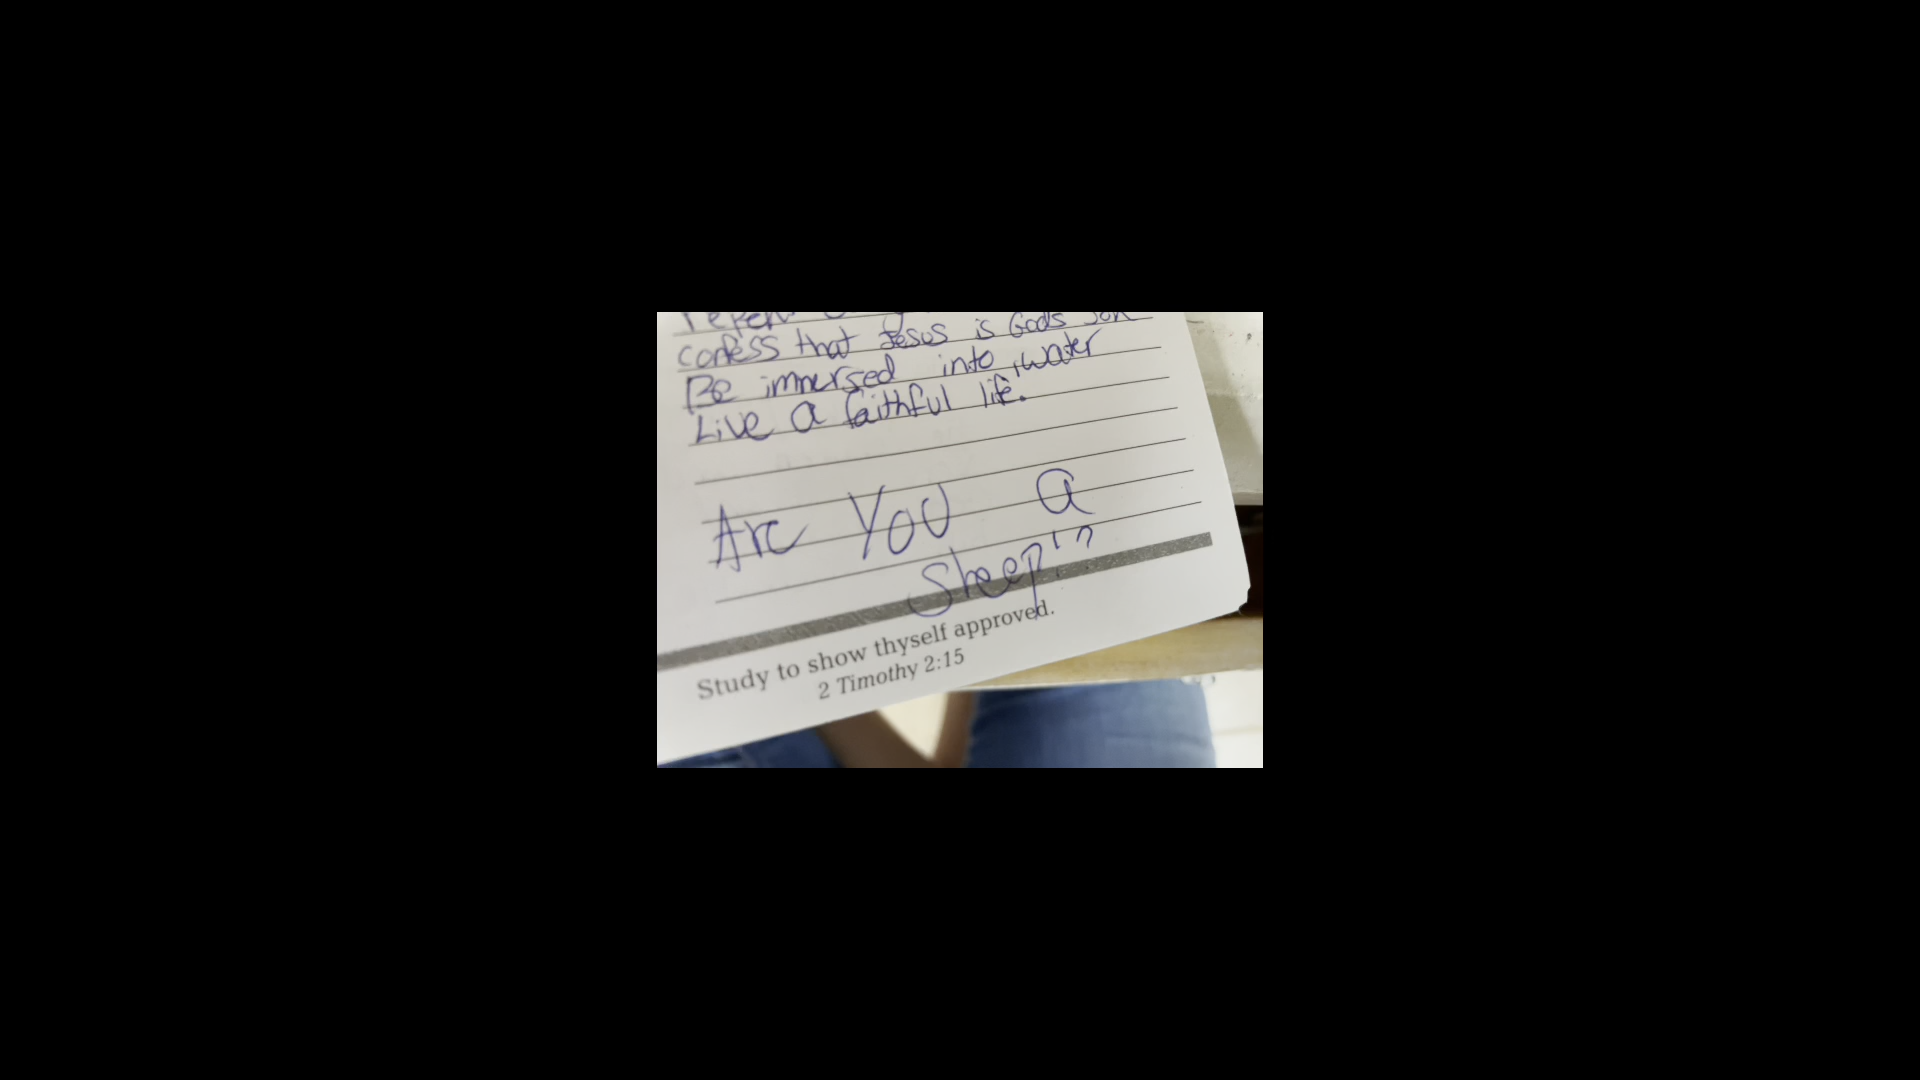 confess that Jesus is God's son
Be immersed into water
Live a faithful life.
Are You a
Sheep
Study to show thyself approved.
2 Timothy 2:15